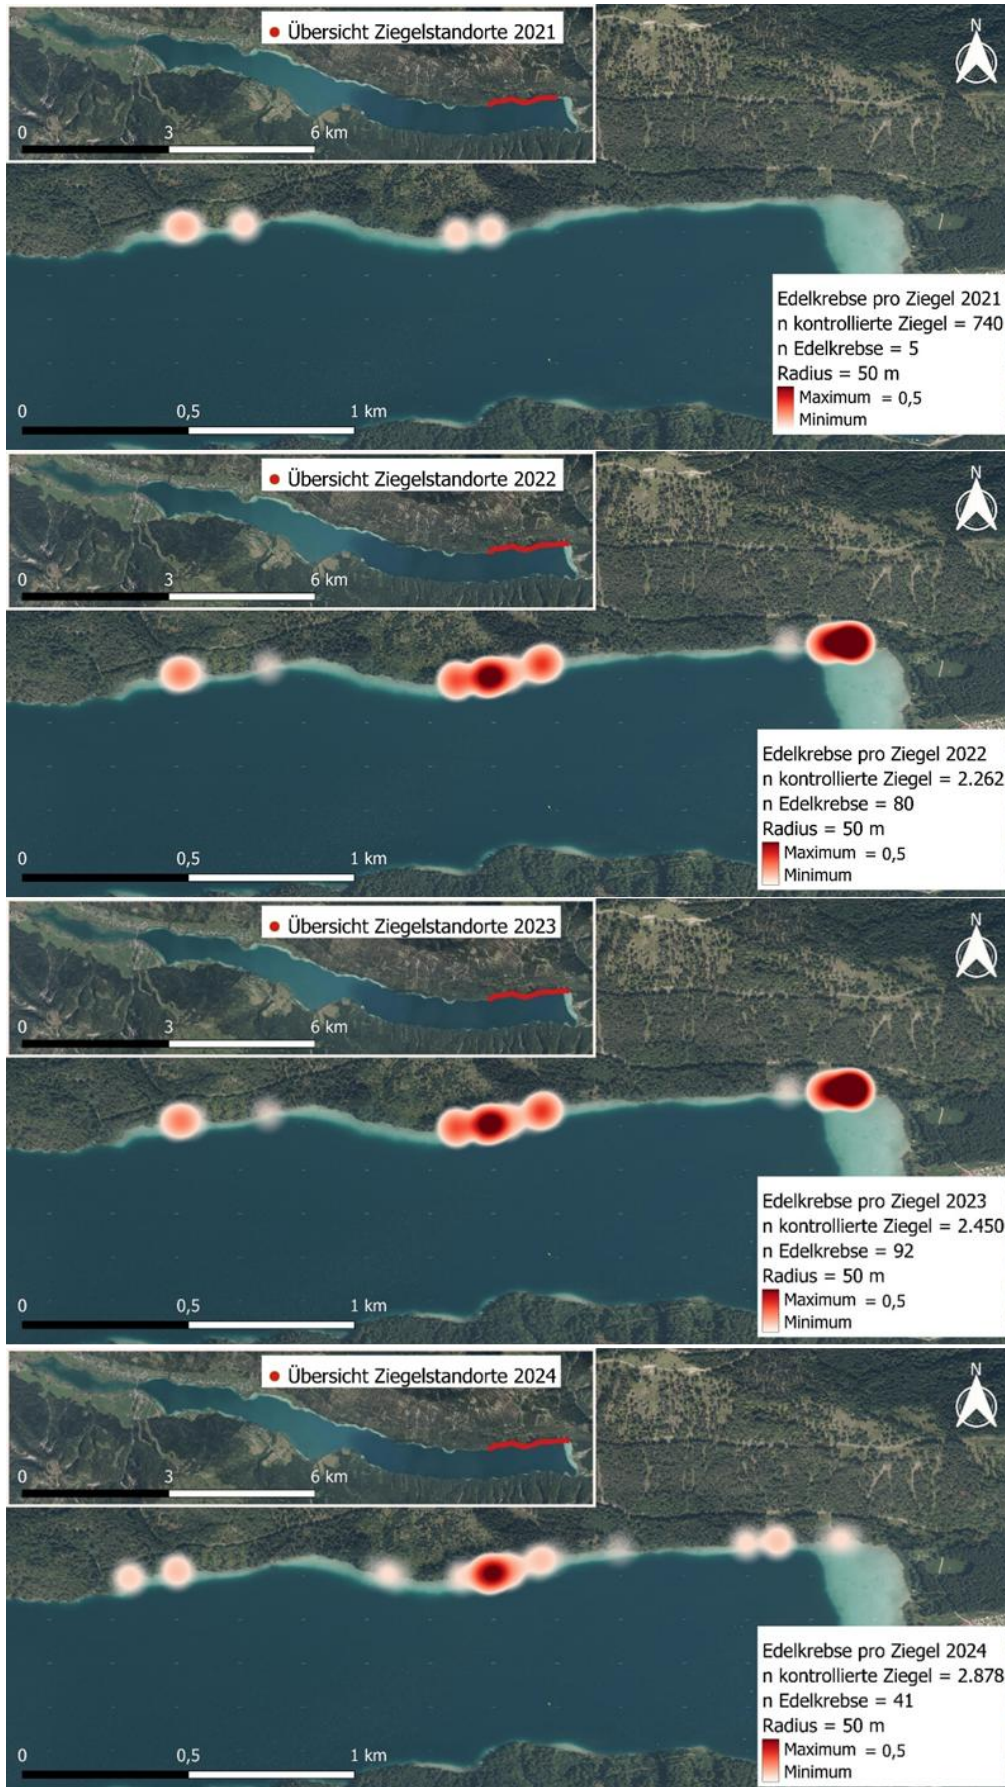 Übersicht Ziegelstandorte 2021
N
0 3 6 km
Edelkrebse pro Ziegel 2021
n kontrollierte Ziegel = 740
n Edelkrebse = 5
Radius = 50 m
Maximum = 0,5
Minimum
0 0,5 1 km
Übersicht Ziegelstandorte 2022
N
0 3 6 km
Edelkrebse pro Ziegel 2022
n kontrollierte Ziegel = 2.262
n Edelkrebse = 80
Radius = 50 m
Maximum = 0,5
Minimum
0 0,5 1 km
Übersicht Ziegelstandorte 2023
N
0 3 6 km
Edelkrebse pro Ziegel 2023
n kontrollierte Ziegel = 2.450
n Edelkrebse = 92
Radius = 50 m
Maximum = 0,5
Minimum
0 0,5 1 km
Übersicht Ziegelstandorte 2024
N
0 3 6 km
Edelkrebse pro Ziegel 2024
n kontrollierte Ziegel = 2.878
n Edelkrebse = 41
Radius = 50 m
Maximum = 0,5
Minimum
0 0,5 1 km